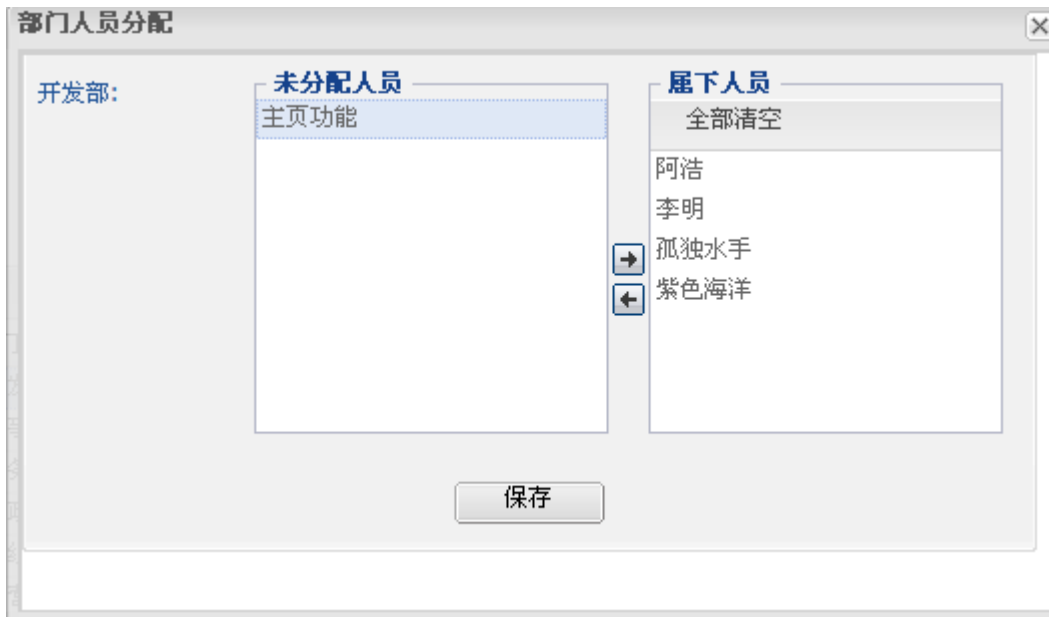 部门人员分配
开发部:
未分配人员
主页功能
属下人员
全部清空
阿浩
李明
孤独水手
紫色海洋
保存